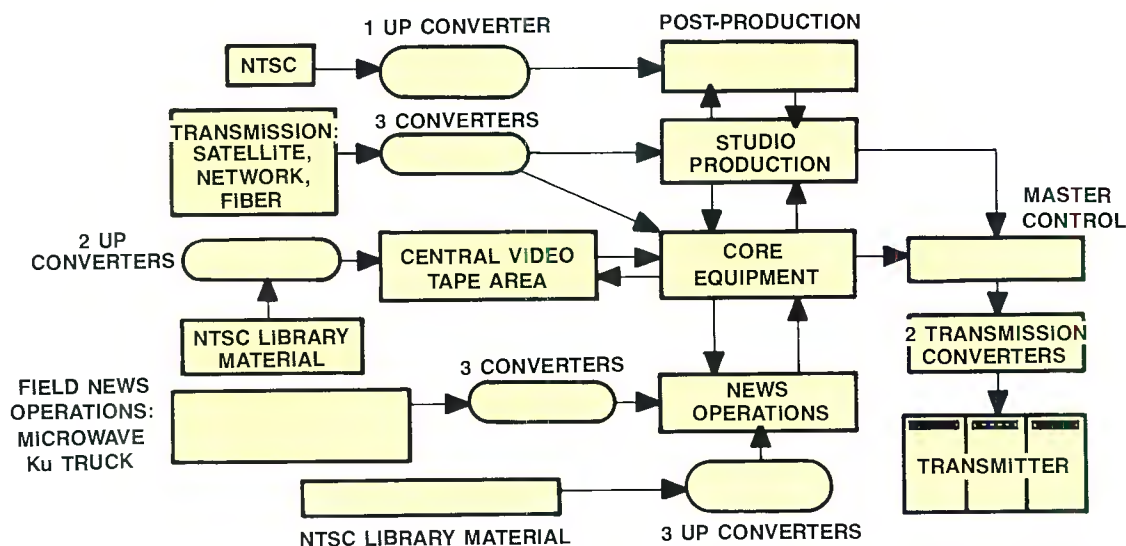 1 UP CONVERTER
POST-PRODUCTION
NTSC
3 CONVERTERS
TRANSMISSION:
SATELLITE,
NETWORK,
FIBER
STUDIO
PRODUCTION
MASTER
CONTROL
2 UP
CONVERTERS
CENTRAL VIDEO
TAPE AREA
CORE
EQUIPMENT
NTSC LIBRARY
MATERIAL
2 TRANSMISSION
CONVERTERS
3 CONVERTERS
FIELD NEWS
OPERATIONS:
MICROWAVE
Ku TRUCK
NEWS
OPERATIONS
TRANSMITTER
NTSC LIBRARY MATERIAL
3 UP CONVERTERS